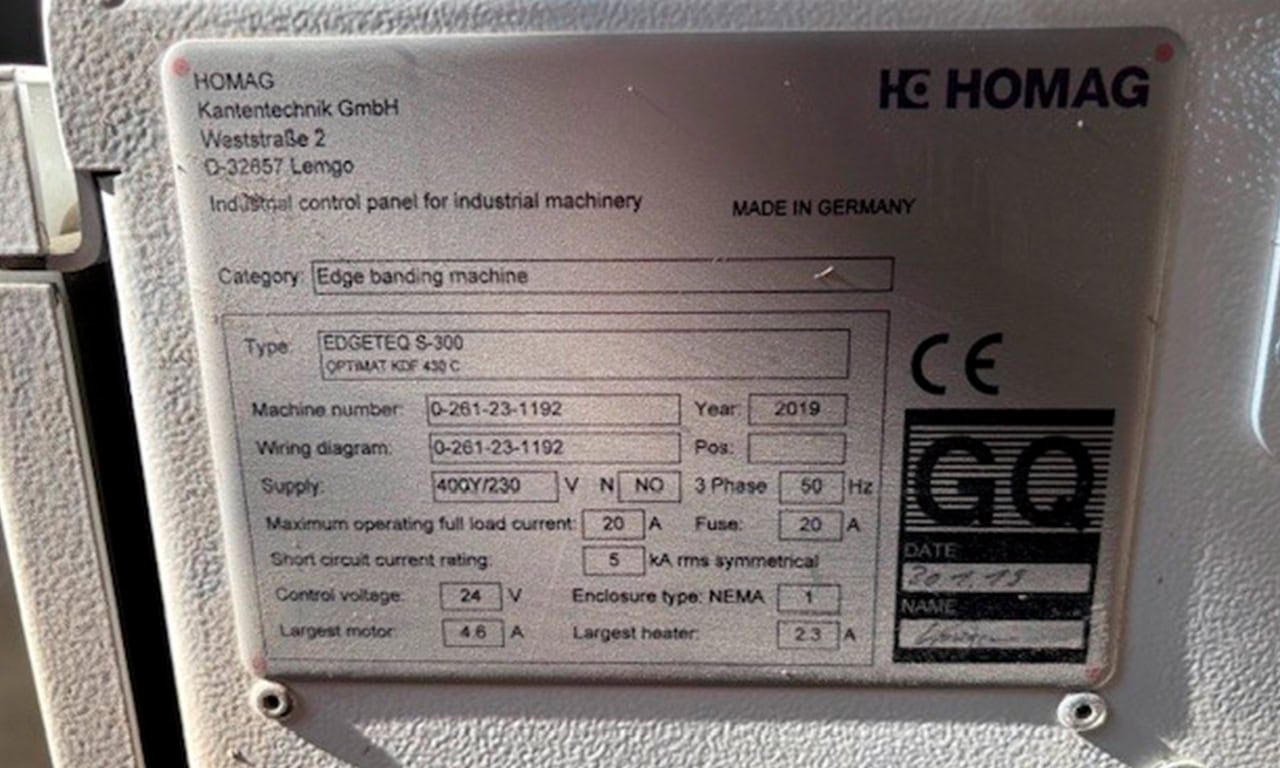 HOMAG
Kantentechnik GmbH
Weststraße 2
D-32657 Lemgo
HOMAG
Industrial control panel for industrial machinery MADE IN GERMANY
Category: Edge banding machine
Type: EDGETEQ S-300
OPTIMAT KDF 430 C
CE
Machine number: 0-261-23-1192 Year: 2019
Wiring diagram: 0-261-23-1192 Pos:
Supply: 400Y/230 V N NO 3 Phase 50 Hz
Maximum operating full load current: 20 A Fuse: 20 A
Short circuit current rating: 5 kA rms symmetrical
Control voltage: 24 V Enclosure type: NEMA 1
Largest motor: 4.6 A Largest heater: 2.3 A
GQ
DATE
NAME